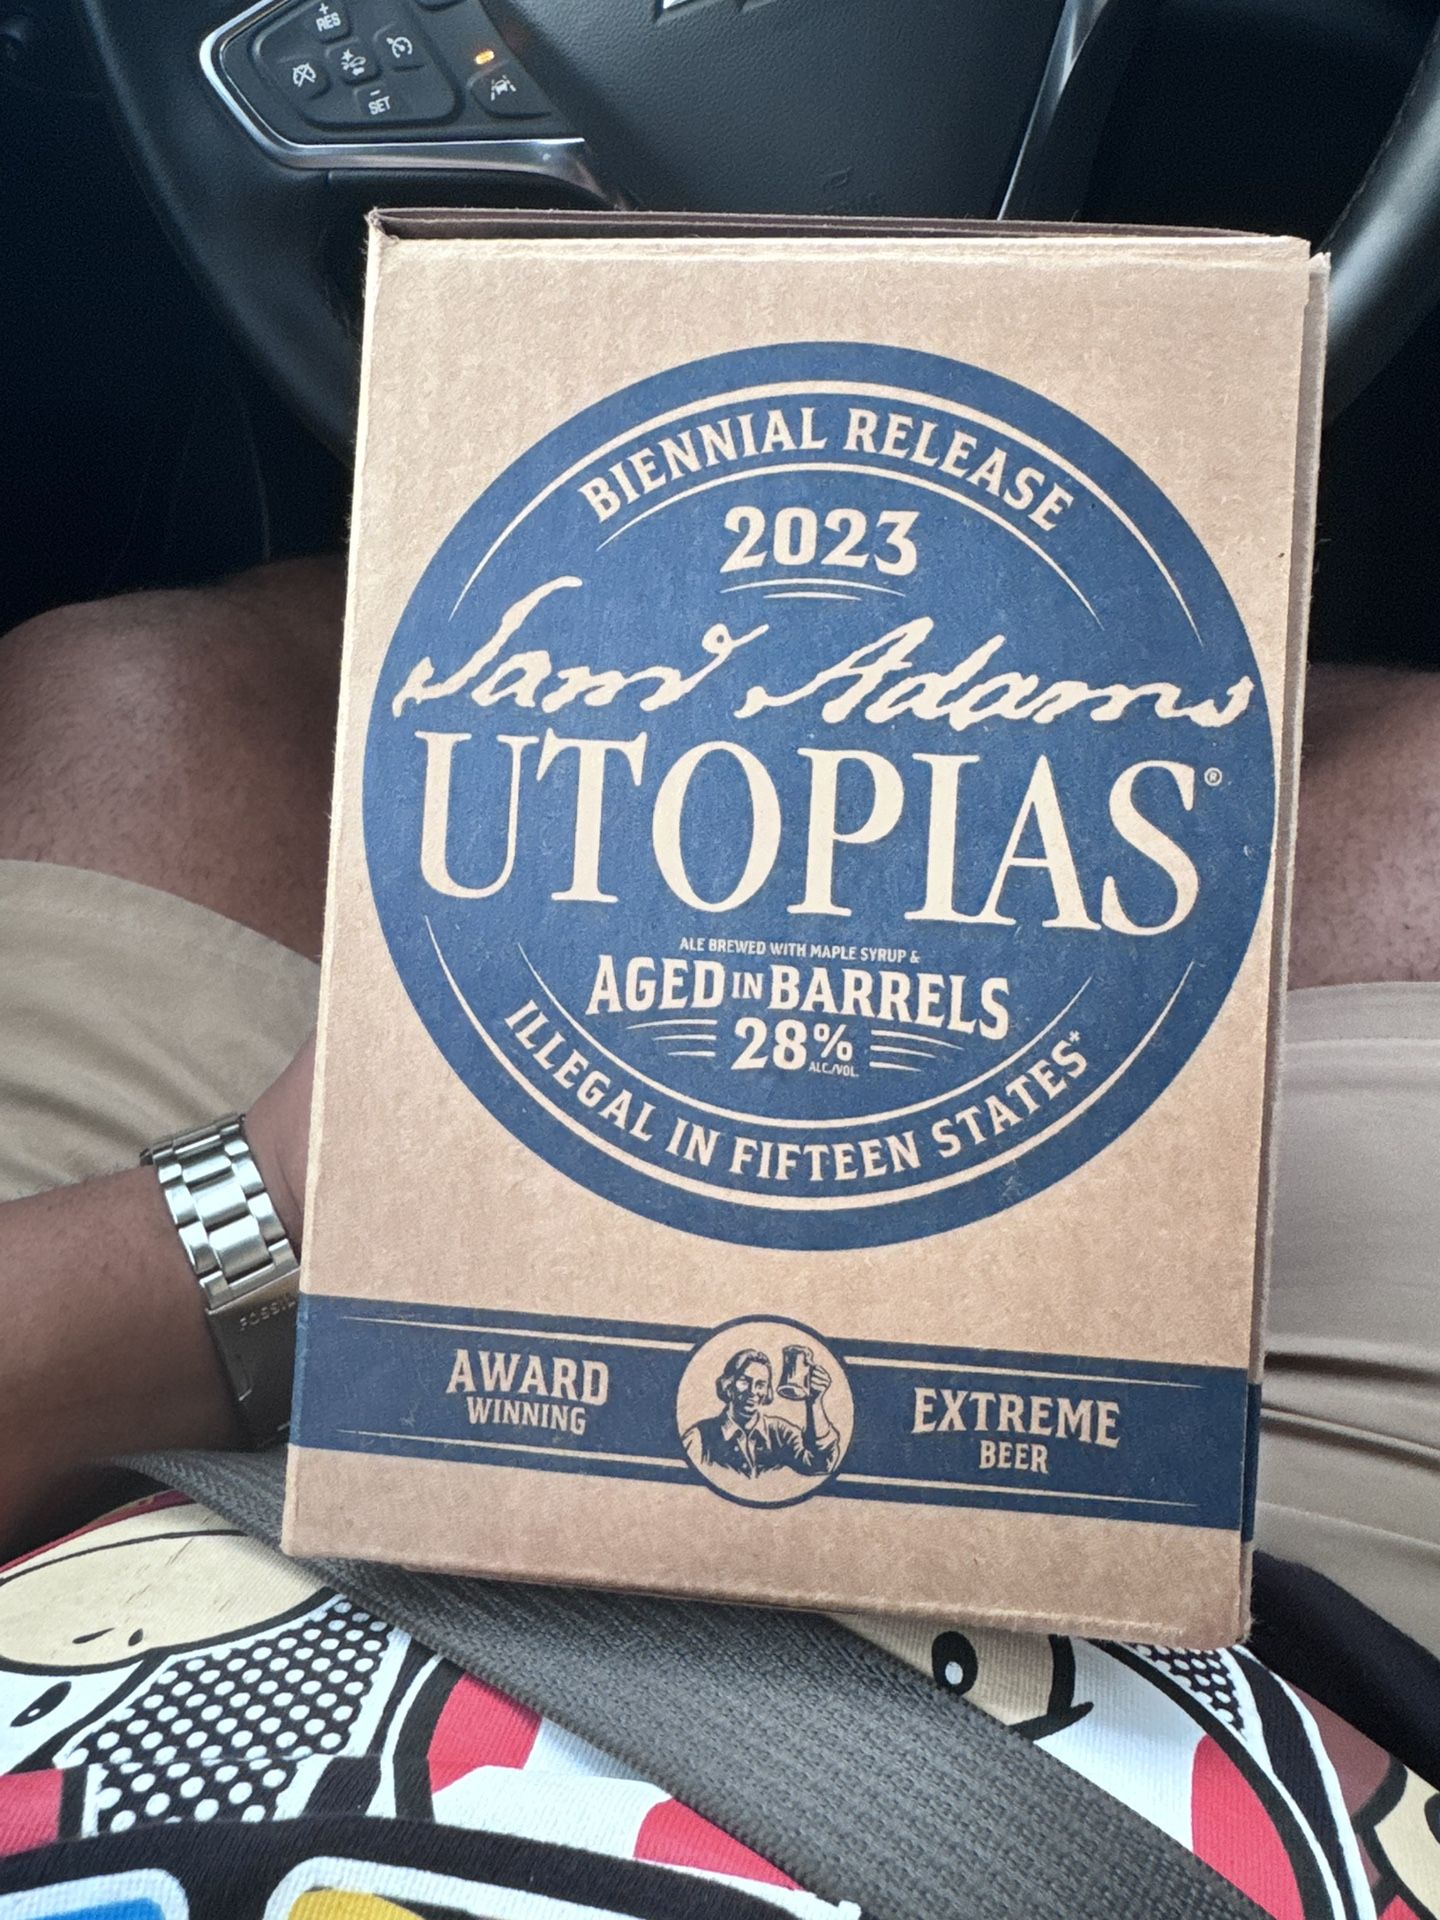 +
RES
−
SET
BIENNIAL RELEASE
2023
Sam Adams
UTOPIAS®
ALE BREWED WITH MAPLE SYRUP &
AGED IN BARRELS
28% ALC./VOL.
ILLEGAL IN FIFTEEN STATES*
AWARD
WINNING
EXTREME
BEER
FOSSIL